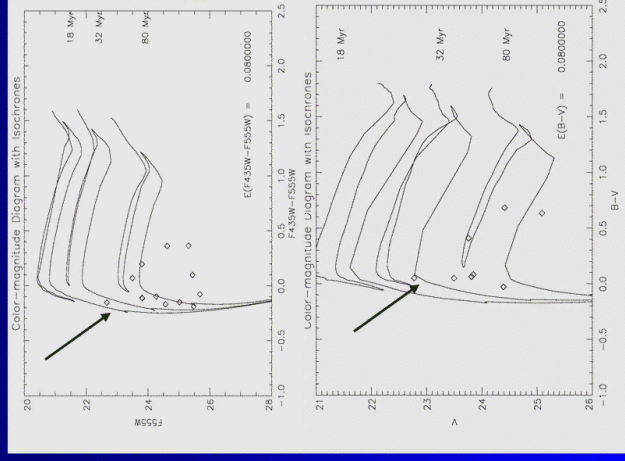 Color-magnitude Diagram with Isochrones
18 Myr
32 Myr
80 Myr
E(F435W-F555W) = 0.0800000
-1.0 -0.5 0.0 0.5 1.0 1.5 2.0 2.5
F435W-F555W
20 22 24 26 28
F555W
Color-magnitude Diagram with Isochrones
18 Myr
32 Myr
80 Myr
E(B-V) = 0.0800000
-1.0 -0.5 0.0 0.5 1.0 1.5 2.0 2.5
B-V
21 22 23 24 25 26
V